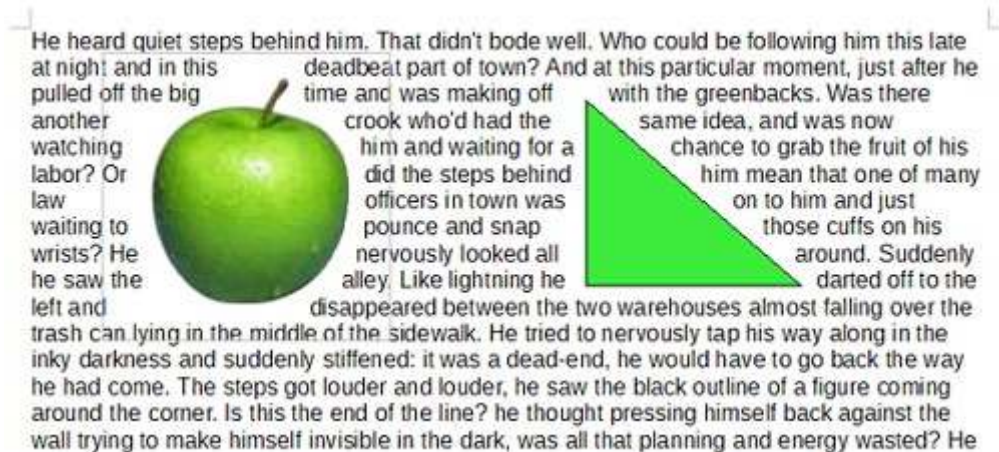 He heard quiet steps behind him. That didn't bode well. Who could be following him this late
at night and in this deadbeat part of town? And at this particular moment, just after he
pulled off the big time and was making off with the greenbacks. Was there
another crook who'd had the same idea, and was now
watching him and waiting for a chance to grab the fruit of his
labor? Or did the steps behind him mean that one of many
law officers in town was on to him and just
waiting to pounce and snap those cuffs on his
wrists? He nervously looked all around. Suddenly
he saw the alley. Like lightning he darted off to the
left and disappeared between the two warehouses almost falling over the
trash can lying in the middle of the sidewalk. He tried to nervously tap his way along in the
inky darkness and suddenly stiffened: it was a dead-end, he would have to go back the way
he had come. The steps got louder and louder, he saw the black outline of a figure coming
around the corner. Is this the end of the line? he thought pressing himself back against the
wall trying to make himself invisible in the dark, was all that planning and energy wasted? He